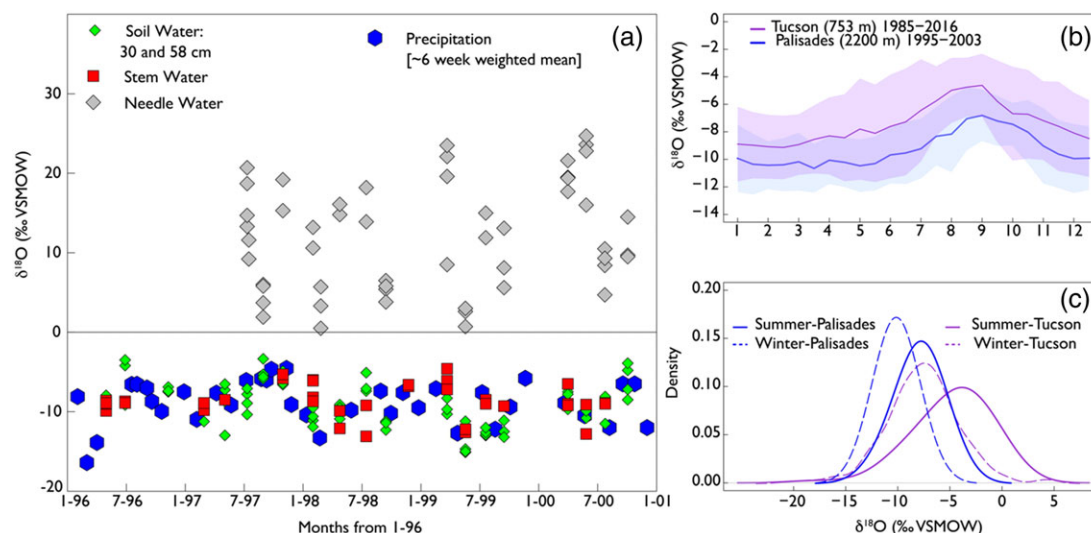 Soil Water:
30 and 58 cm
Stem Water
Needle Water
Precipitation
[~6 week weighted mean]
(a)
δ¹⁸O (‰ VSMOW)
30
20
10
0
-10
-20
1-96
7-96
1-97
7-97
1-98
7-98
1-99
7-99
1-00
7-00
1-01
Months from 1-96
(b)
Tucson (753 m) 1985−2016
Palisades (2200 m) 1995−2003
δ¹⁸O (‰ VSMOW)
0
−2
−4
−6
−8
−10
−12
−14
1 2 3 4 5 6 7 8 9 10 11 12
(c)
Summer-Palisades
Winter-Palisades
Summer-Tucson
Winter-Tucson
Density
0.20
0.15
0.10
0.05
0.00
−20 −15 −10 −5 0 5
δ¹⁸O (‰ VSMOW)